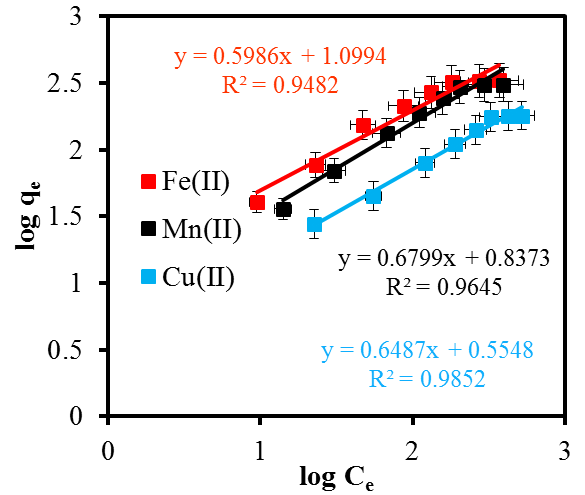 3
y = 0.5986x + 1.0994
R² = 0.9482
2.5
2
Fe(II)
1.5
Mn(II)
log qe
y = 0.6799x + 0.8373
Cu(II)
1
R² = 0.9645
0.5
y = 0.6487x + 0.5548
R² = 0.9852
0
0 1 2 3
log Ce